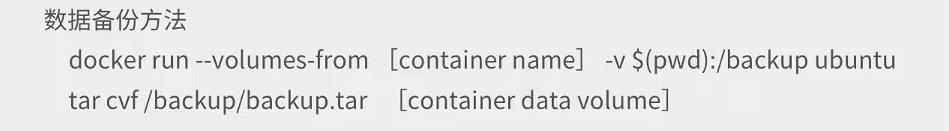 数据备份方法
docker run --volumes-from ［container name］ -v $(pwd):/backup ubuntu
tar cvf /backup/backup.tar ［container data volume］